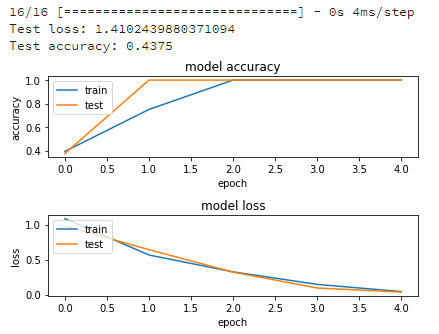 16/16 [==============================] - 0s 4ms/step
Test loss: 1.4102439880371094
Test accuracy: 0.4375
model accuracy
1.0
0.8
0.6
0.4
accuracy
train
test
0.0 0.5 1.0 1.5 2.0 2.5 3.0 3.5 4.0
epoch
model loss
1.0
0.5
0.0
loss
train
test
0.0 0.5 1.0 1.5 2.0 2.5 3.0 3.5 4.0
epoch